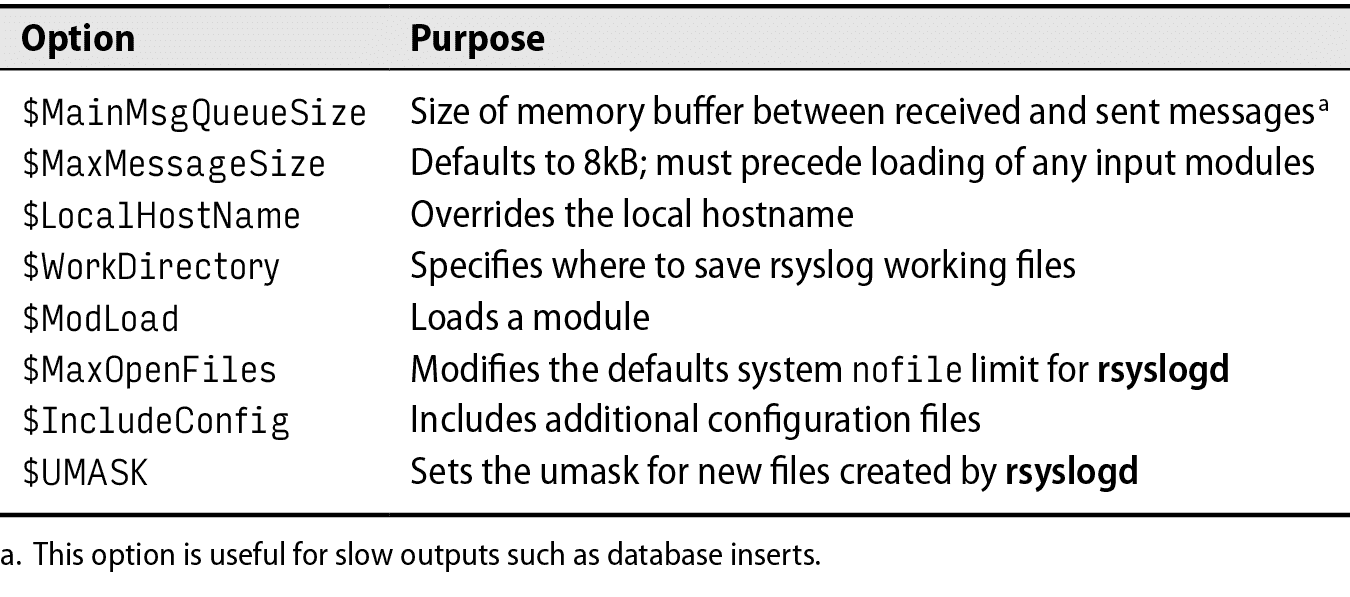 Option Purpose
$MainMsgQueueSize Size of memory buffer between received and sent messages a
$MaxMessageSize Defaults to 8kB; must precede loading of any input modules
$LocalHostName Overrides the local hostname
$WorkDirectory Specifies where to save rsyslog working files
$ModLoad Loads a module
$MaxOpenFiles Modifies the defaults system nofile limit for rsyslogd
$IncludeConfig Includes additional configuration files
$UMASK Sets the umask for new files created by rsyslogd
a. This option is useful for slow outputs such as database inserts.